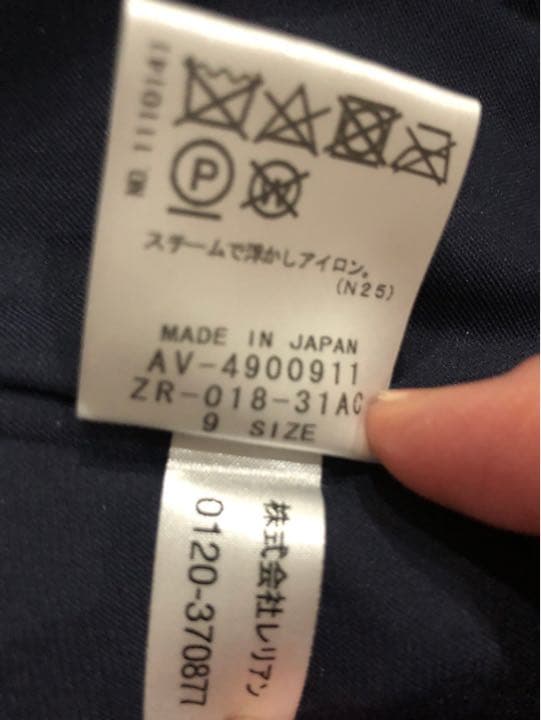 ステームで浮かしアイロン。
(N25)
MADE IN JAPAN
AV-4900911
ZR-018-31AC
9 SIZE
株式会社レリアン
0120-370877